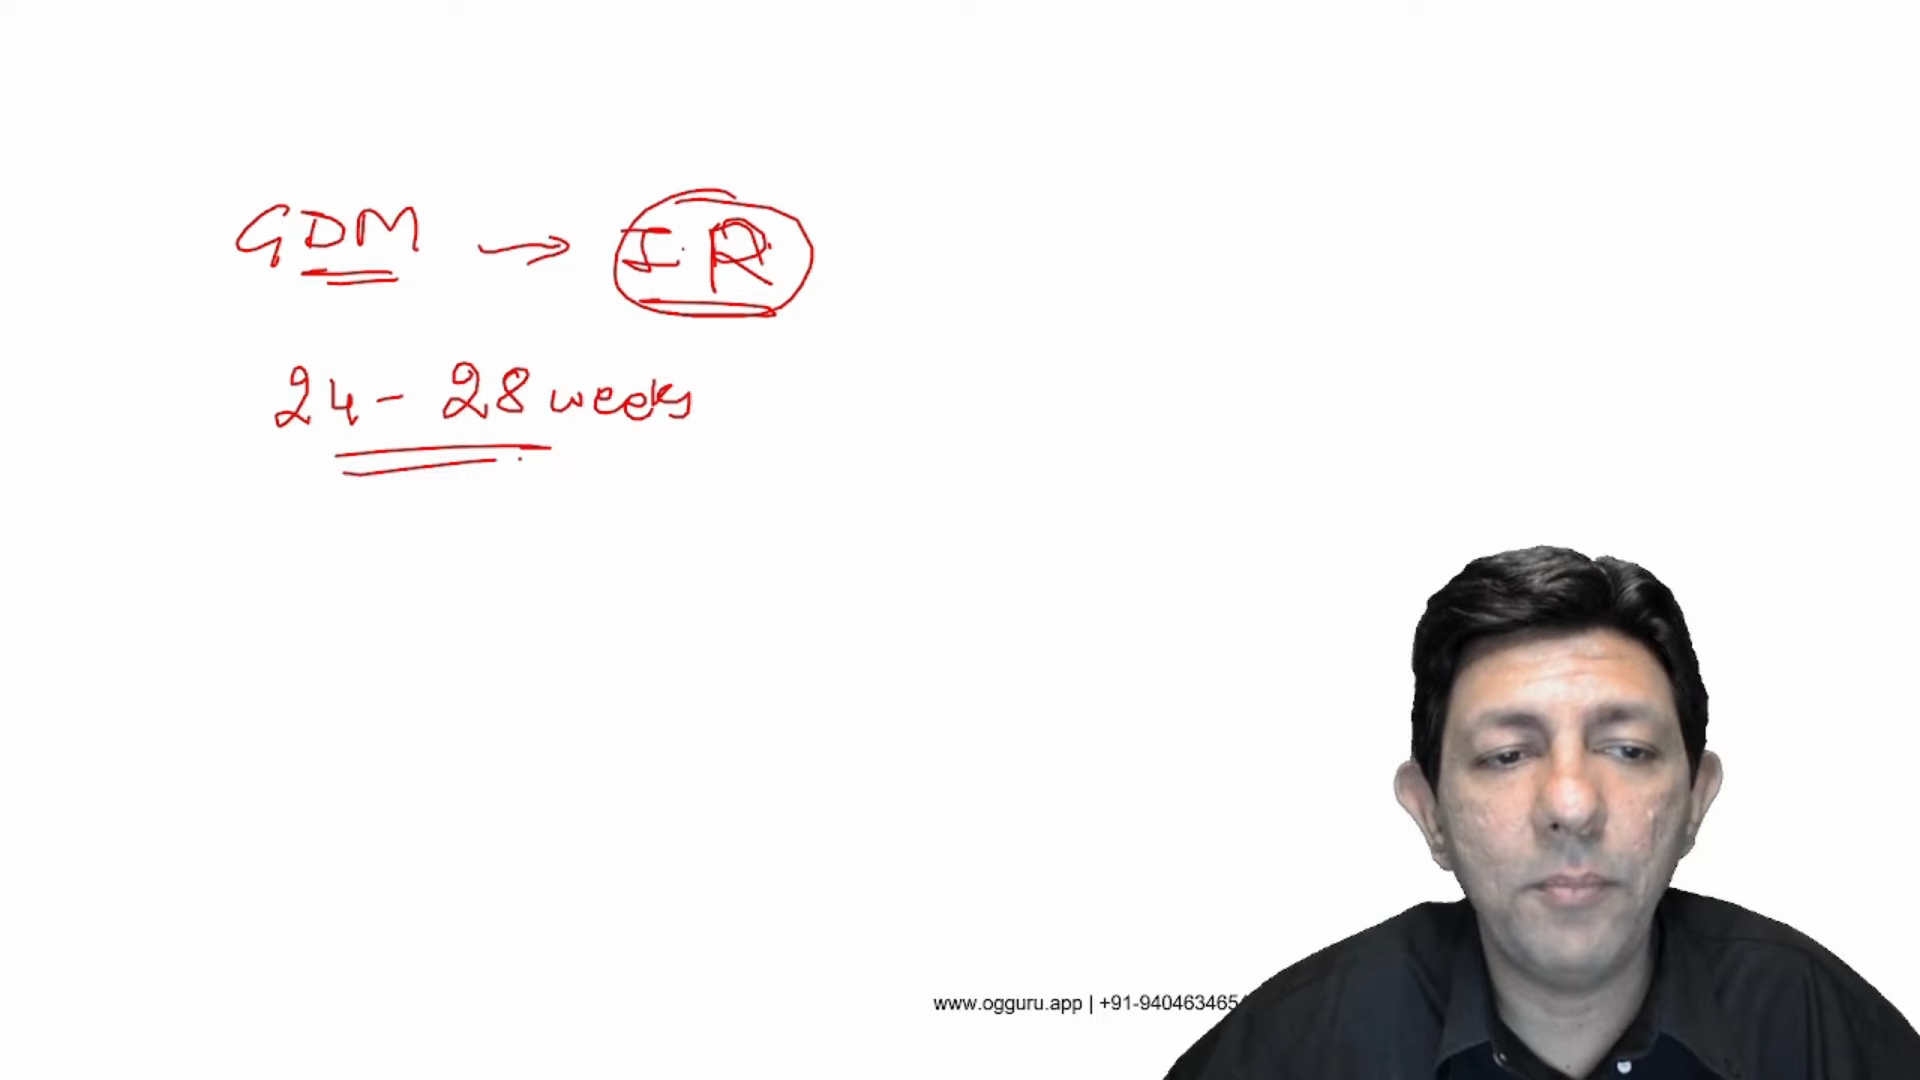 GDM → I.R
24 - 28 weeks
www.ogguru.app | +91-940463465